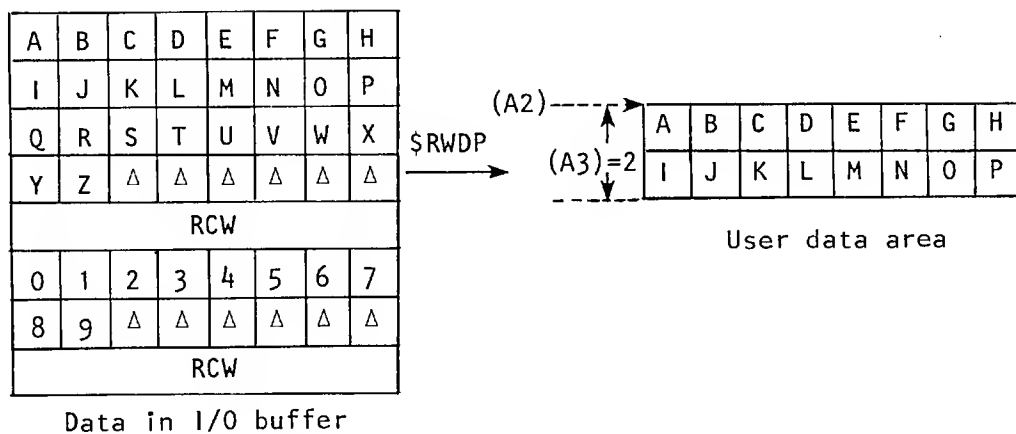 A B C D E F G H
I J K L M N O P
Q R S T U V W X
Y Z Δ Δ Δ Δ Δ Δ
RCW
0 1 2 3 4 5 6 7
8 9 Δ Δ Δ Δ Δ Δ
RCW
Data in I/O buffer
$RWDP
(A2)
(A3)=2
A B C D E F G H
I J K L M N O P
User data area